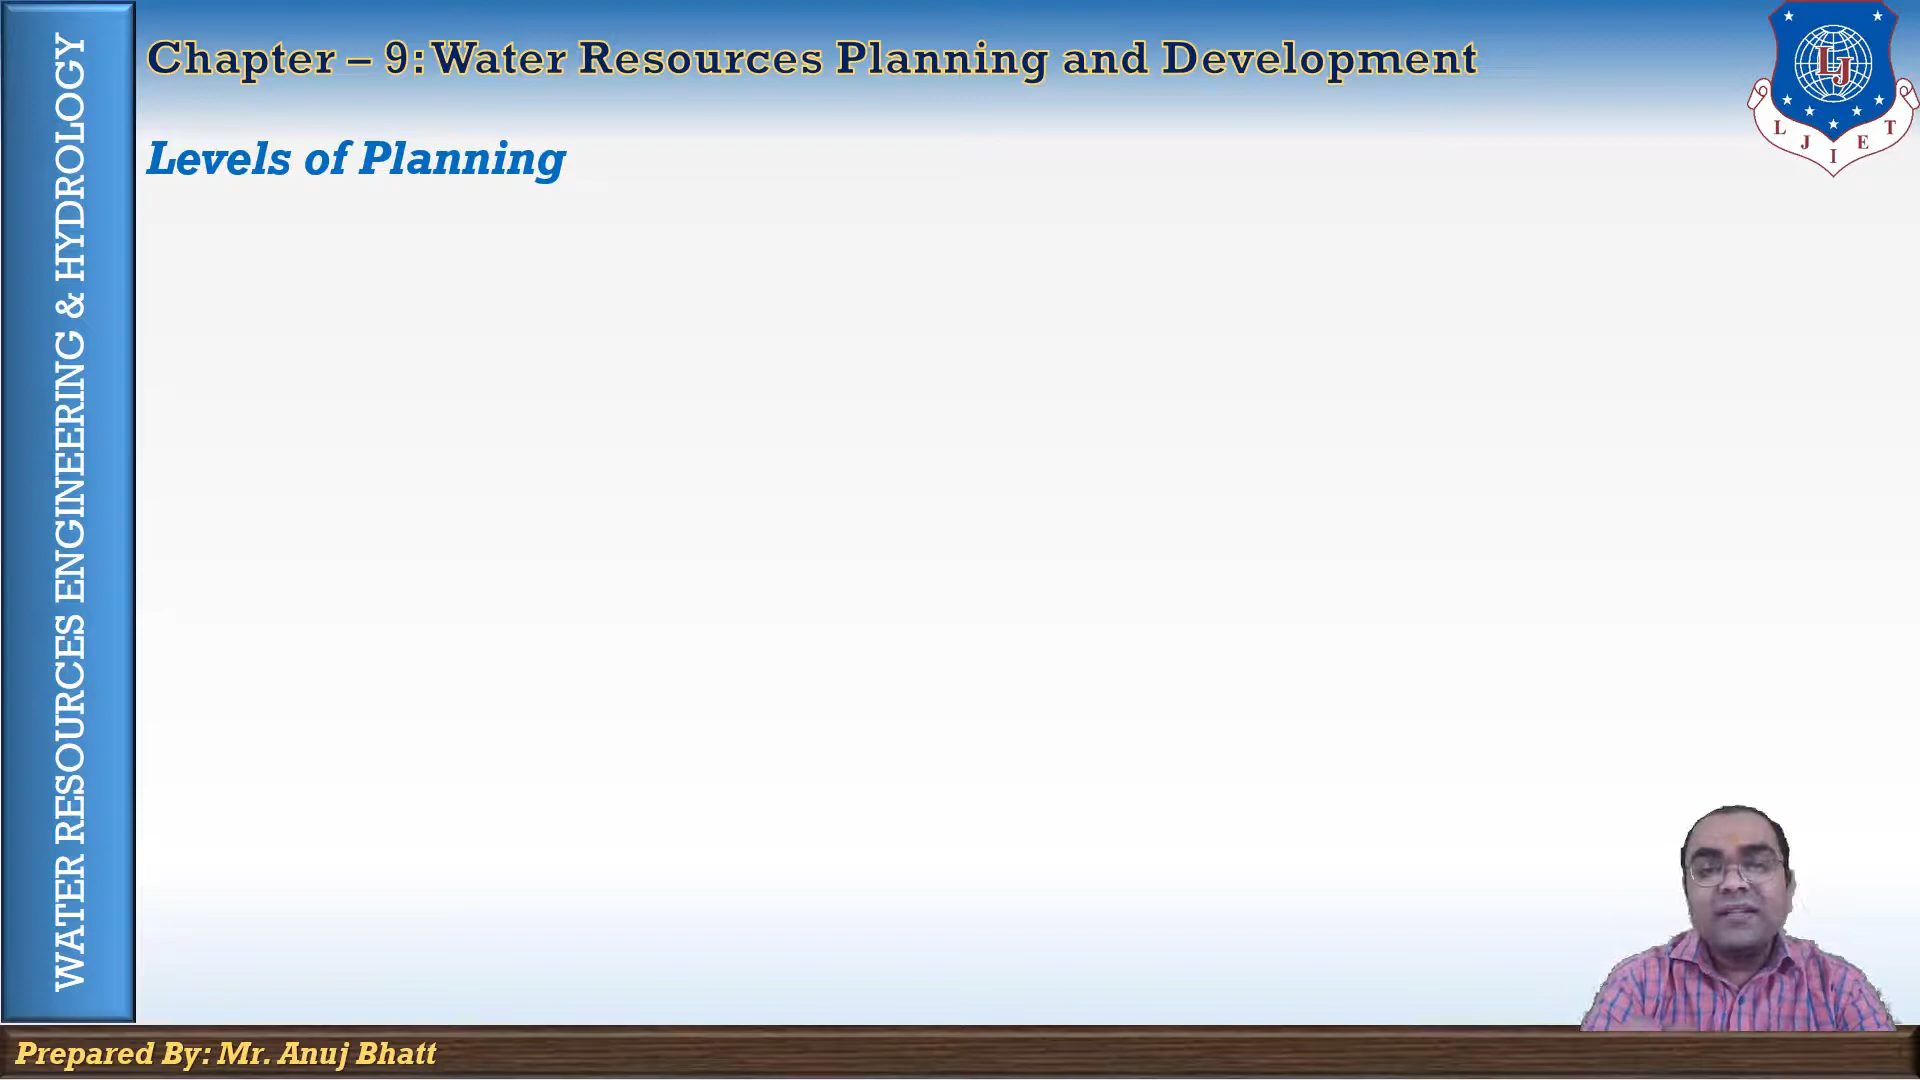 Chapter – 9: Water Resources Planning and Development
Levels of Planning
WATER RESOURCES ENGINEERING & HYDROLOGY
LJ
L J I E T
Prepared By: Mr. Anuj Bhatt